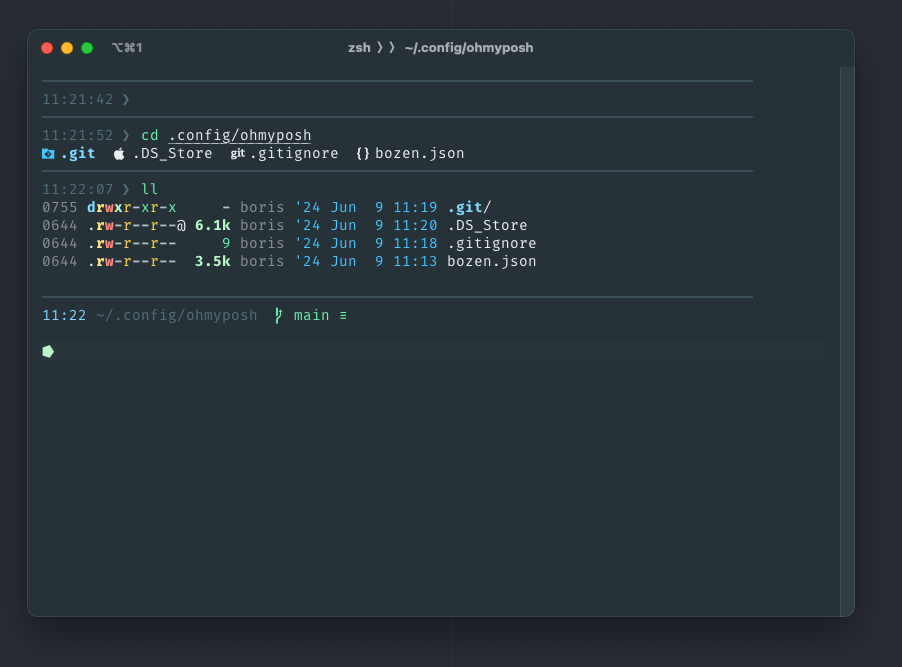 ⌥⌘1
zsh ❭ ❭ ~/.config/ohmyposh
11:21:42 ❯
11:21:52 ❯ cd .config/ohmyposh
.git .DS_Store git .gitignore {} bozen.json
11:22:07 ❯ ll
0755 drwxr-xr-x - boris '24 Jun 9 11:19 .git/
0644 .rw-r--r--@ 6.1k boris '24 Jun 9 11:20 .DS_Store
0644 .rw-r--r-- 9 boris '24 Jun 9 11:18 .gitignore
0644 .rw-r--r-- 3.5k boris '24 Jun 9 11:13 bozen.json
11:22 ~/.config/ohmyposh main ≡